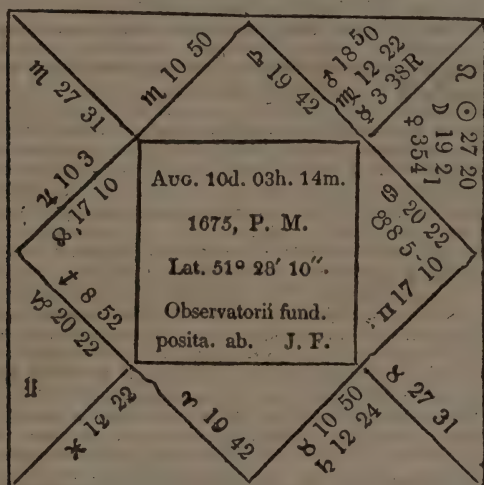 ♏ 27 31
♏ 10 50
♎ 19 42
♂ 18 50
♍ 12 22
3 38R
♌
☉ 27 20
☽ 19 21
♀ 3 54
♃ 10 3
17 10
Aug. 10d. 03h. 14m.
1675, P. M.
Lat. 51° 28′ 10″.
Observatorii fund.
posita. ab. J. F.
♋ 20 22
8 5
♊ 17 10
8 52
♑ 20 22
♓ 12 22
♈ 19 42
♉ 10 50
♄ 12 24
♉ 27 31